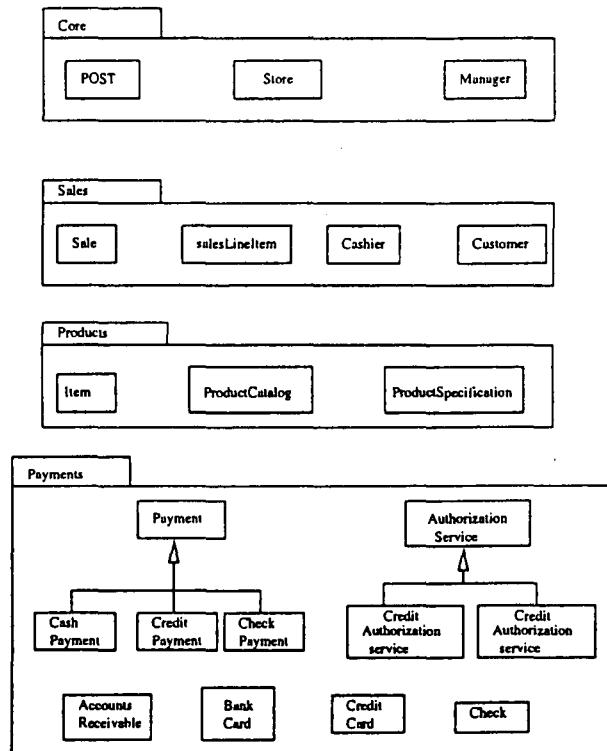 Core
POST
Store
Manager
Sales
Sale
salesLineItem
Cashier
Customer
Products
Item
ProductCatalog
ProductSpecification
Payments
Payment
Authorization
Service
Cash
Payment
Credit
Payment
Check
Payment
Credit
Authorization
service
Credit
Authorization
service
Accounts
Receivable
Bank
Card
Credit
Card
Check